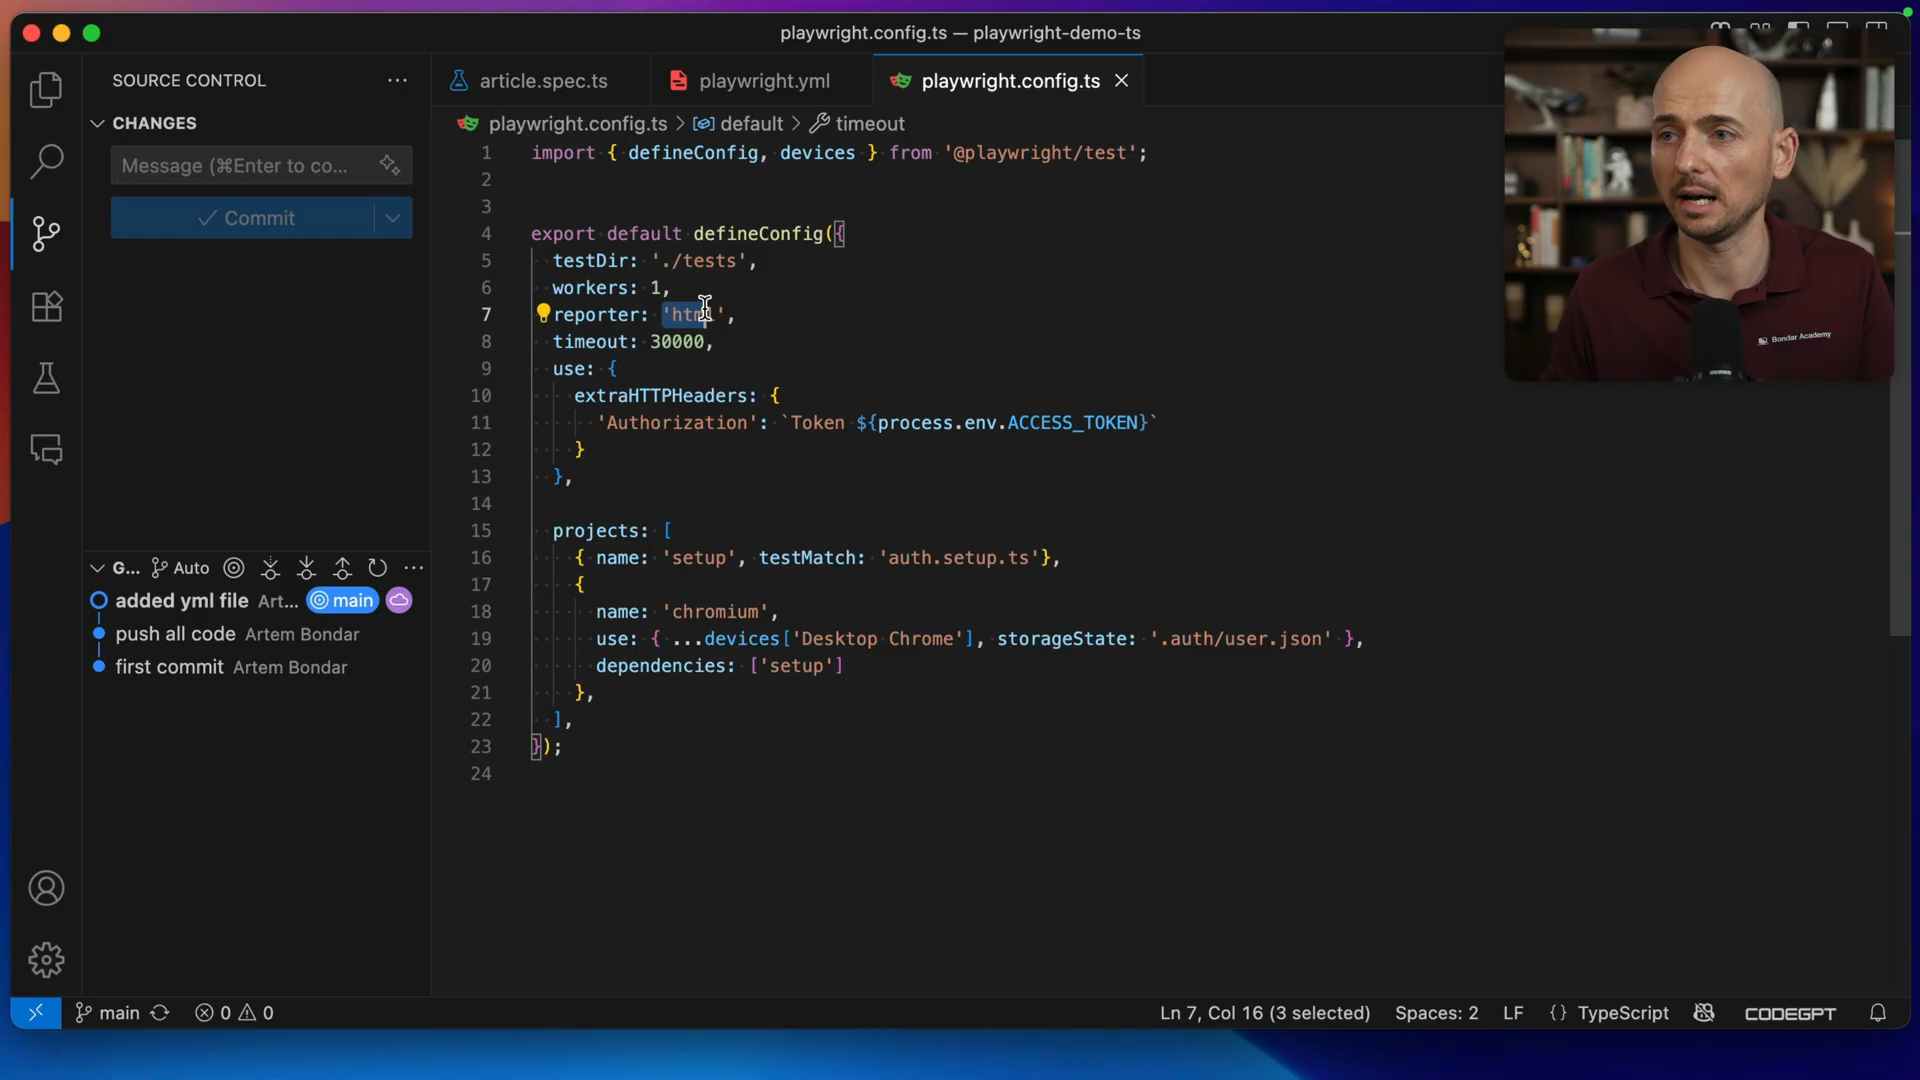 playwright.config.ts — playwright-demo-ts
SOURCE CONTROL
CHANGES
Message (⌘Enter to co...
Commit
article.spec.ts
playwright.yml
playwright.config.ts
playwright.config.ts > default > timeout
1 import { defineConfig, devices } from '@playwright/test';
2
3
4 export default defineConfig({
5 testDir: './tests',
6 workers: 1,
7 reporter: 'html',
8 timeout: 30000,
9 use: {
10 extraHTTPHeaders: {
11 'Authorization': `Token ${process.env.ACCESS_TOKEN}`
12 }
13 },
14
15 projects: [
16 { name: 'setup', testMatch: 'auth.setup.ts'},
17 {
18 name: 'chromium',
19 use: { ...devices['Desktop Chrome'], storageState: '.auth/user.json' },
20 dependencies: ['setup']
21 },
22 ],
23 });
24
G... Auto
added yml file Art... main
push all code Artem Bondar
first commit Artem Bondar
Bondar Academy
main 0 0
Ln 7, Col 16 (3 selected) Spaces: 2 LF {} TypeScript CODEGPT